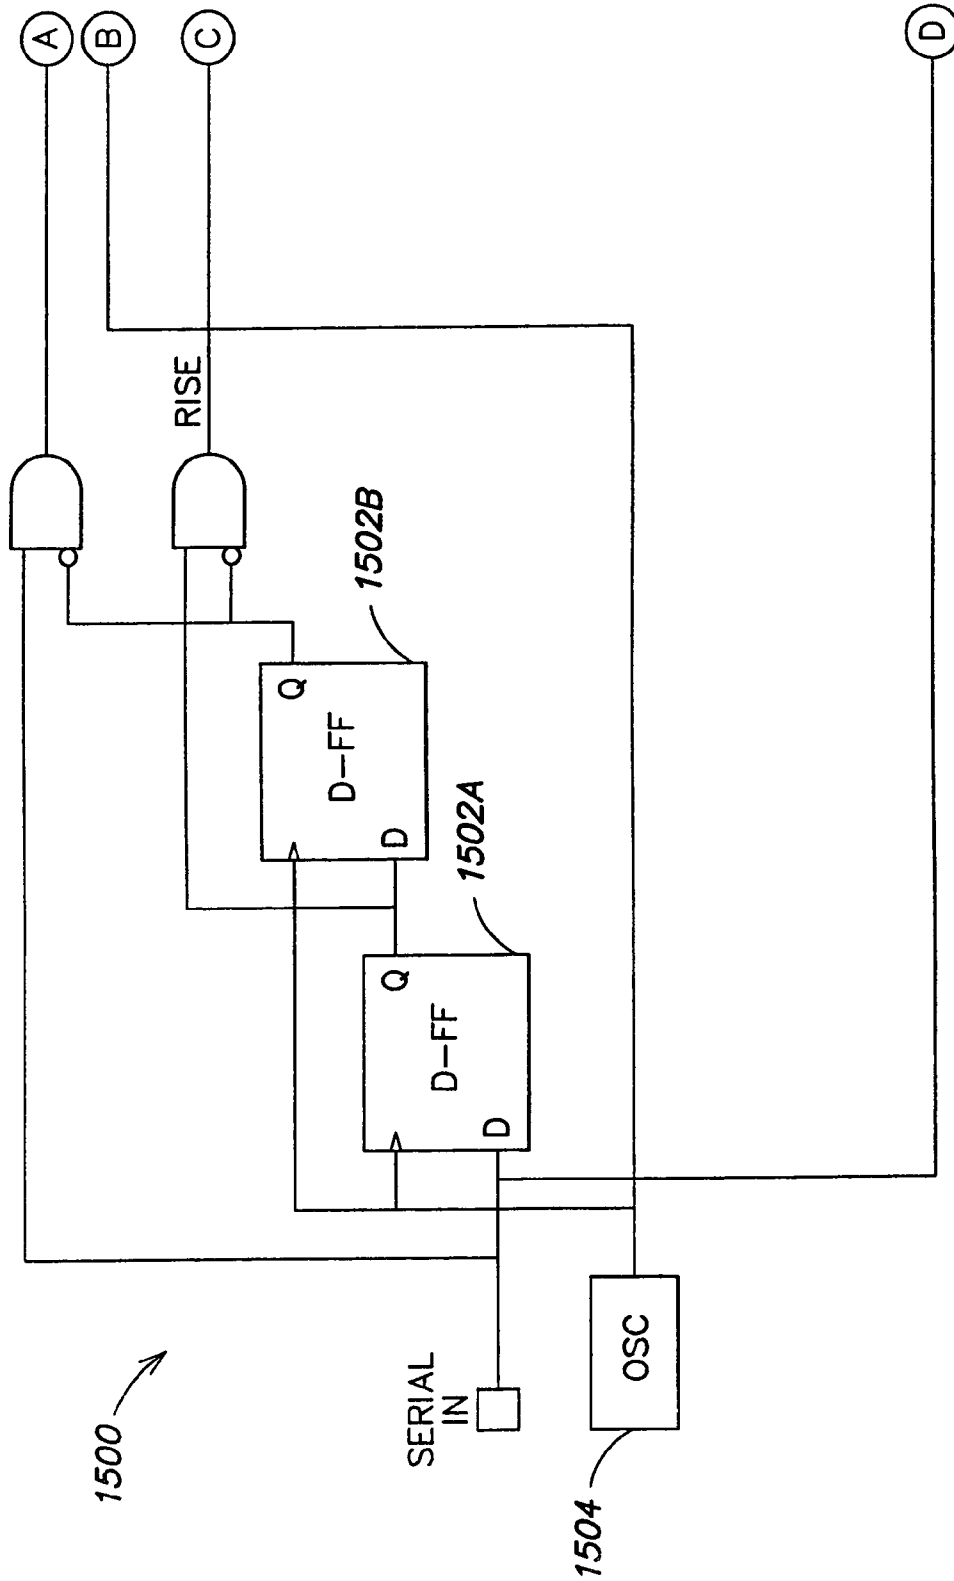 A
B
C
D
RISE
1502B
Q
D-FF
D
1502A
Q
D-FF
D
1500
SERIAL
IN
OSC
1504